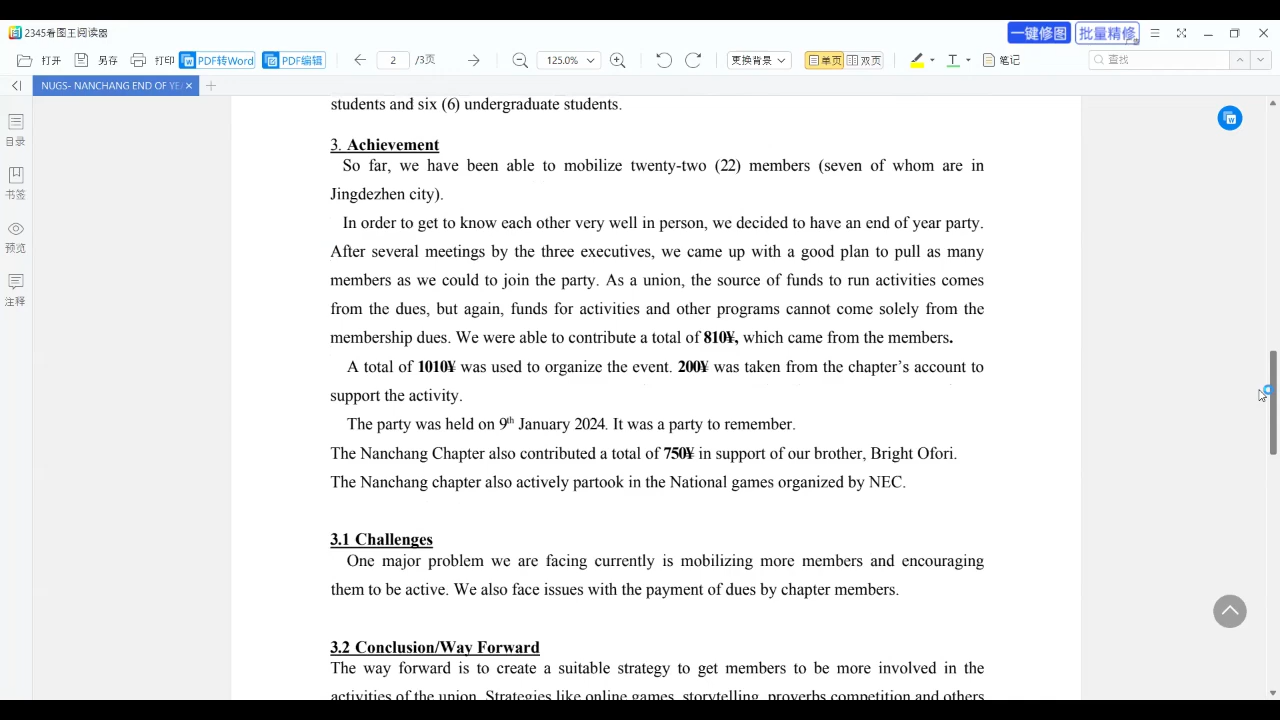 2345看图王阅读器
一键修图
批量精修
打开
另存
打印
PDF转Word
PDF编辑
2
/3页
125.0%
更换背景
单页
双页
T
笔记
查找
NUGS- NANCHANG END OF YEA
目录
书签
预览
注释
students and six (6) undergraduate students.
3. Achievement
So far, we have been able to mobilize twenty-two (22) members (seven of whom are in
Jingdezhen city).
In order to get to know each other very well in person, we decided to have an end of year party.
After several meetings by the three executives, we came up with a good plan to pull as many
members as we could to join the party. As a union, the source of funds to run activities comes
from the dues, but again, funds for activities and other programs cannot come solely from the
membership dues. We were able to contribute a total of 810¥, which came from the members.
A total of 1010¥ was used to organize the event. 200¥ was taken from the chapter's account to
support the activity.
The party was held on 9th January 2024. It was a party to remember.
The Nanchang Chapter also contributed a total of 750¥ in support of our brother, Bright Ofori.
The Nanchang chapter also actively partook in the National games organized by NEC.
3.1 Challenges
One major problem we are facing currently is mobilizing more members and encouraging
them to be active. We also face issues with the payment of dues by chapter members.
3.2 Conclusion/Way Forward
The way forward is to create a suitable strategy to get members to be more involved in the
activities of the union. Strategies like online games, storytelling, proverbs competition and others